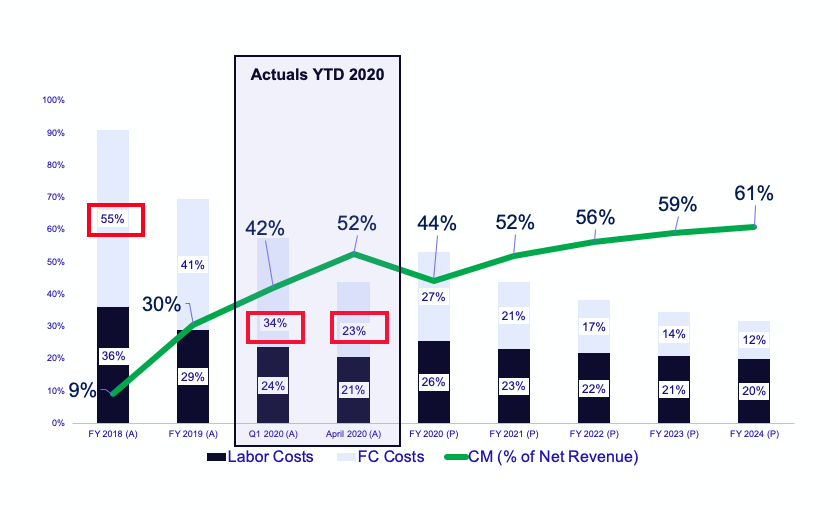 Actuals YTD 2020
100%
90%
80%
70%
60%
50%
40%
30%
20%
10%
0%
9%
30%
42%
52%
44%
52%
56%
59%
61%
55%
41%
34%
23%
27%
21%
17%
14%
12%
36%
29%
24%
21%
26%
23%
22%
21%
20%
FY 2018 (A)
FY 2019 (A)
Q1 2020 (A)
April 2020 (A)
FY 2020 (P)
FY 2021 (P)
FY 2022 (P)
FY 2023 (P)
FY 2024 (P)
Labor Costs
FC Costs
CM (% of Net Revenue)